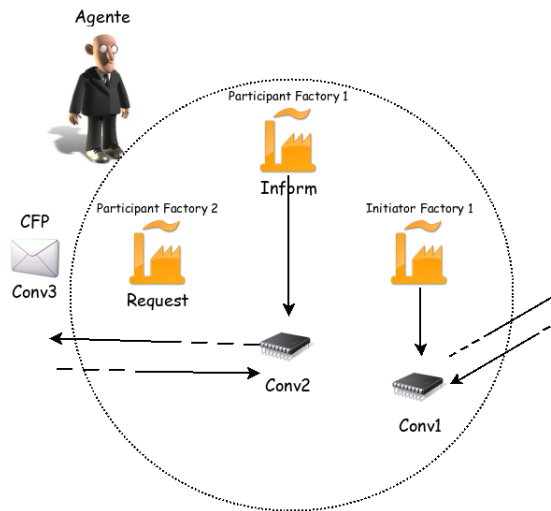 Agente
Participant Factory 1
Inform
Participant Factory 2
Initiator Factory 1
CFP
Request
Conv3
Conv2
Conv1